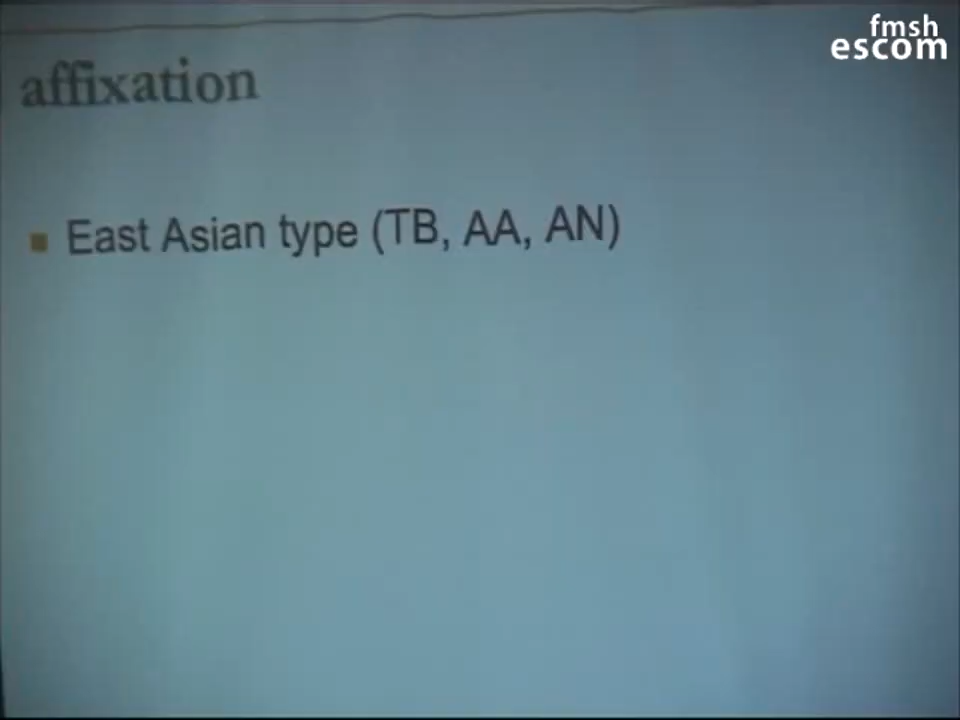 fmsh
escom
affixation
East Asian type (TB, AA, AN)